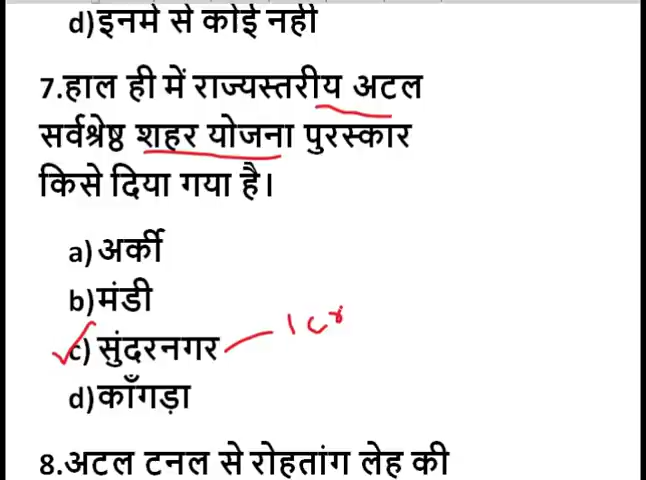 d)इनमे से कोई नही
7.हाल ही में राज्यस्तरीय अटल
सर्वश्रेष्ठ शहर योजना पुरस्कार
किसे दिया गया है।
a)अर्की
b)मंडी
c) सुंदरनगर
d)काँगड़ा
8.अटल टनल से रोहतांग लेह की